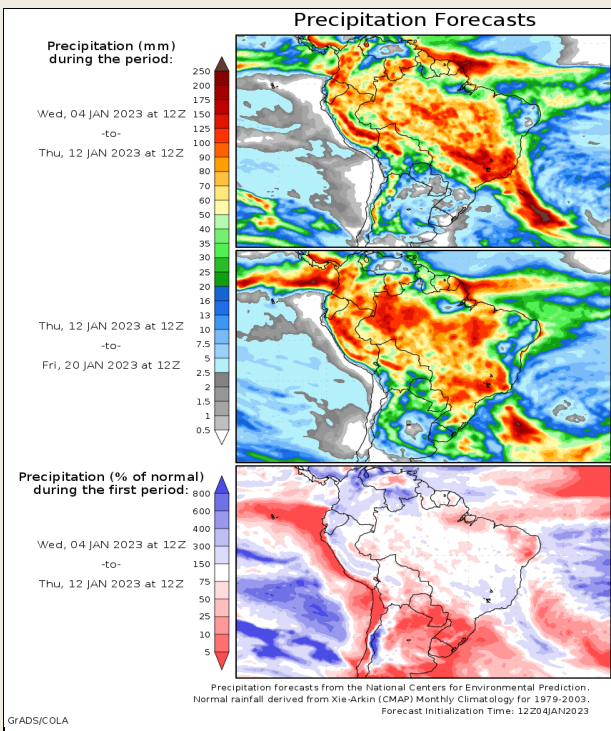 Precipitation Forecasts
Precipitation (mm)
during the period:
Wed, 04 JAN 2023 at 12Z
-to-
Thu, 12 JAN 2023 at 12Z
250
200
175
150
125
100
90
80
70
60
50
40
35
30
25
20
16
13
10
7.5
5
2.5
2
1.5
1
0.5
Thu, 12 JAN 2023 at 12Z
-to-
Fri, 20 JAN 2023 at 12Z
Precipitation (% of normal)
during the first period:
Wed, 04 JAN 2023 at 12Z
-to-
Thu, 12 JAN 2023 at 12Z
800
600
400
300
150
75
50
25
10
5
Precipitation forecasts from the National Centers for Environmental Prediction.
Normal rainfall derived from Xie-Arkin (CMAP) Monthly Climatology for 1979-2003.
Forecast Initialization Time: 12Z04JAN2023
GrADS/COLA